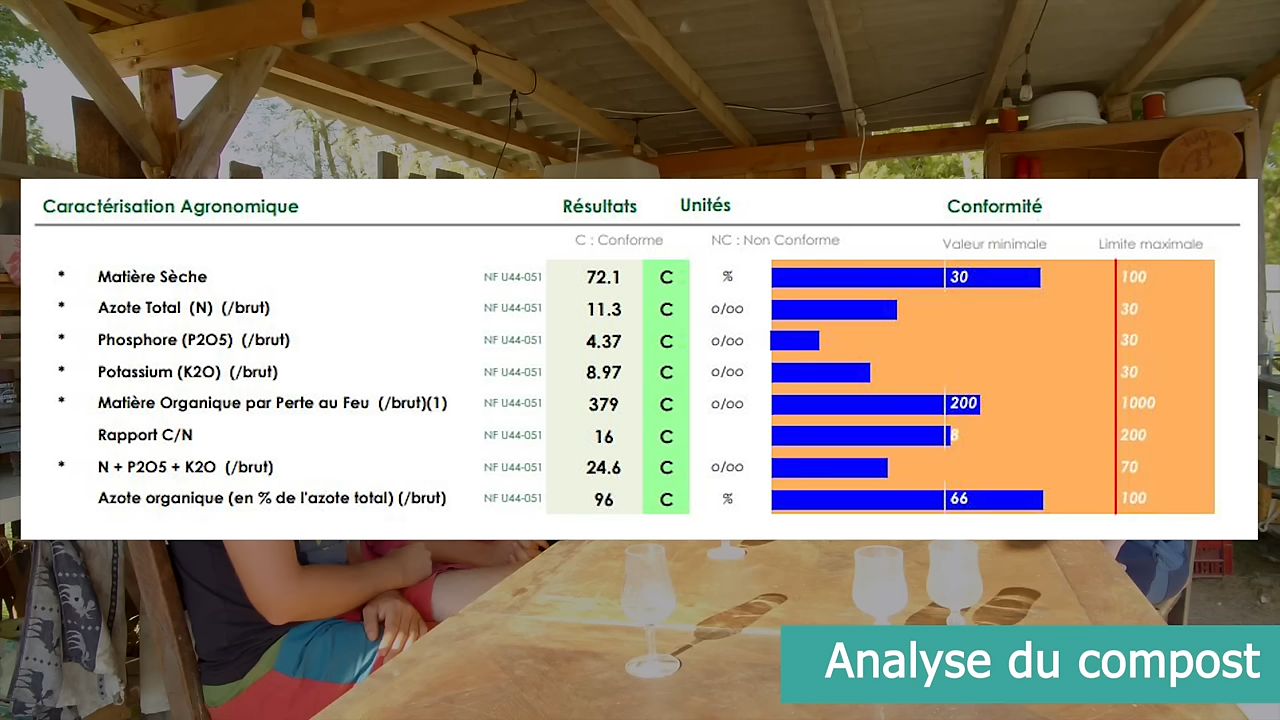 Caractérisation Agronomique Résultats Unités Conformité
C : Conforme NC : Non Conforme Valeur minimale Limite maximale
* Matière Sèche NF U44-051 72.1 C % 30 100
* Azote Total (N) (/brut) NF U44-051 11.3 C o/oo 30
* Phosphore (P2O5) (/brut) NF U44-051 4.37 C o/oo 30
* Potassium (K2O) (/brut) NF U44-051 8.97 C o/oo 30
* Matière Organique par Perte au Feu (/brut)(1) NF U44-051 379 C o/oo 200 1000
Rapport C/N NF U44-051 16 C 8 200
* N + P2O5 + K2O (/brut) NF U44-051 24.6 C o/oo 70
Azote organique (en % de l'azote total) (/brut) NF U44-051 96 C % 66 100
Analyse du compost